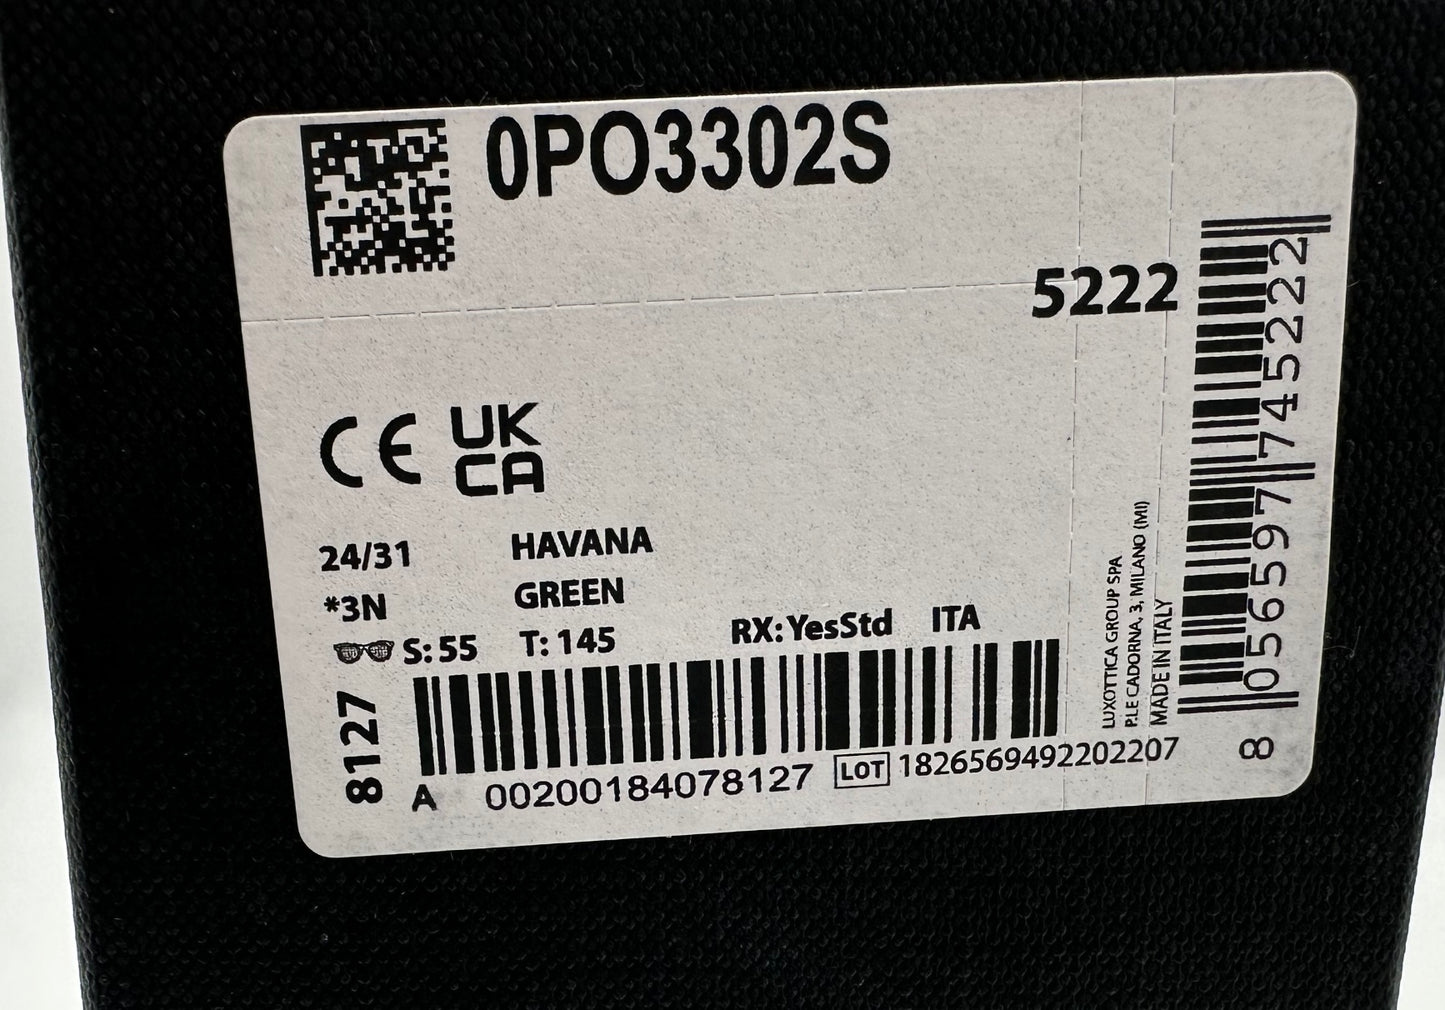 0PO3302S
5222
CE UK
CA
24/31 HAVANA
*3N GREEN
S: 55 T: 145 RX: YesStd ITA
8127
A 00200184078127 LOT 1826569492202207
LUXOTTICA GROUP SPA
P.LE CADORNA, 3, MILANO (MI)
MADE IN ITALY
8 056597 745222